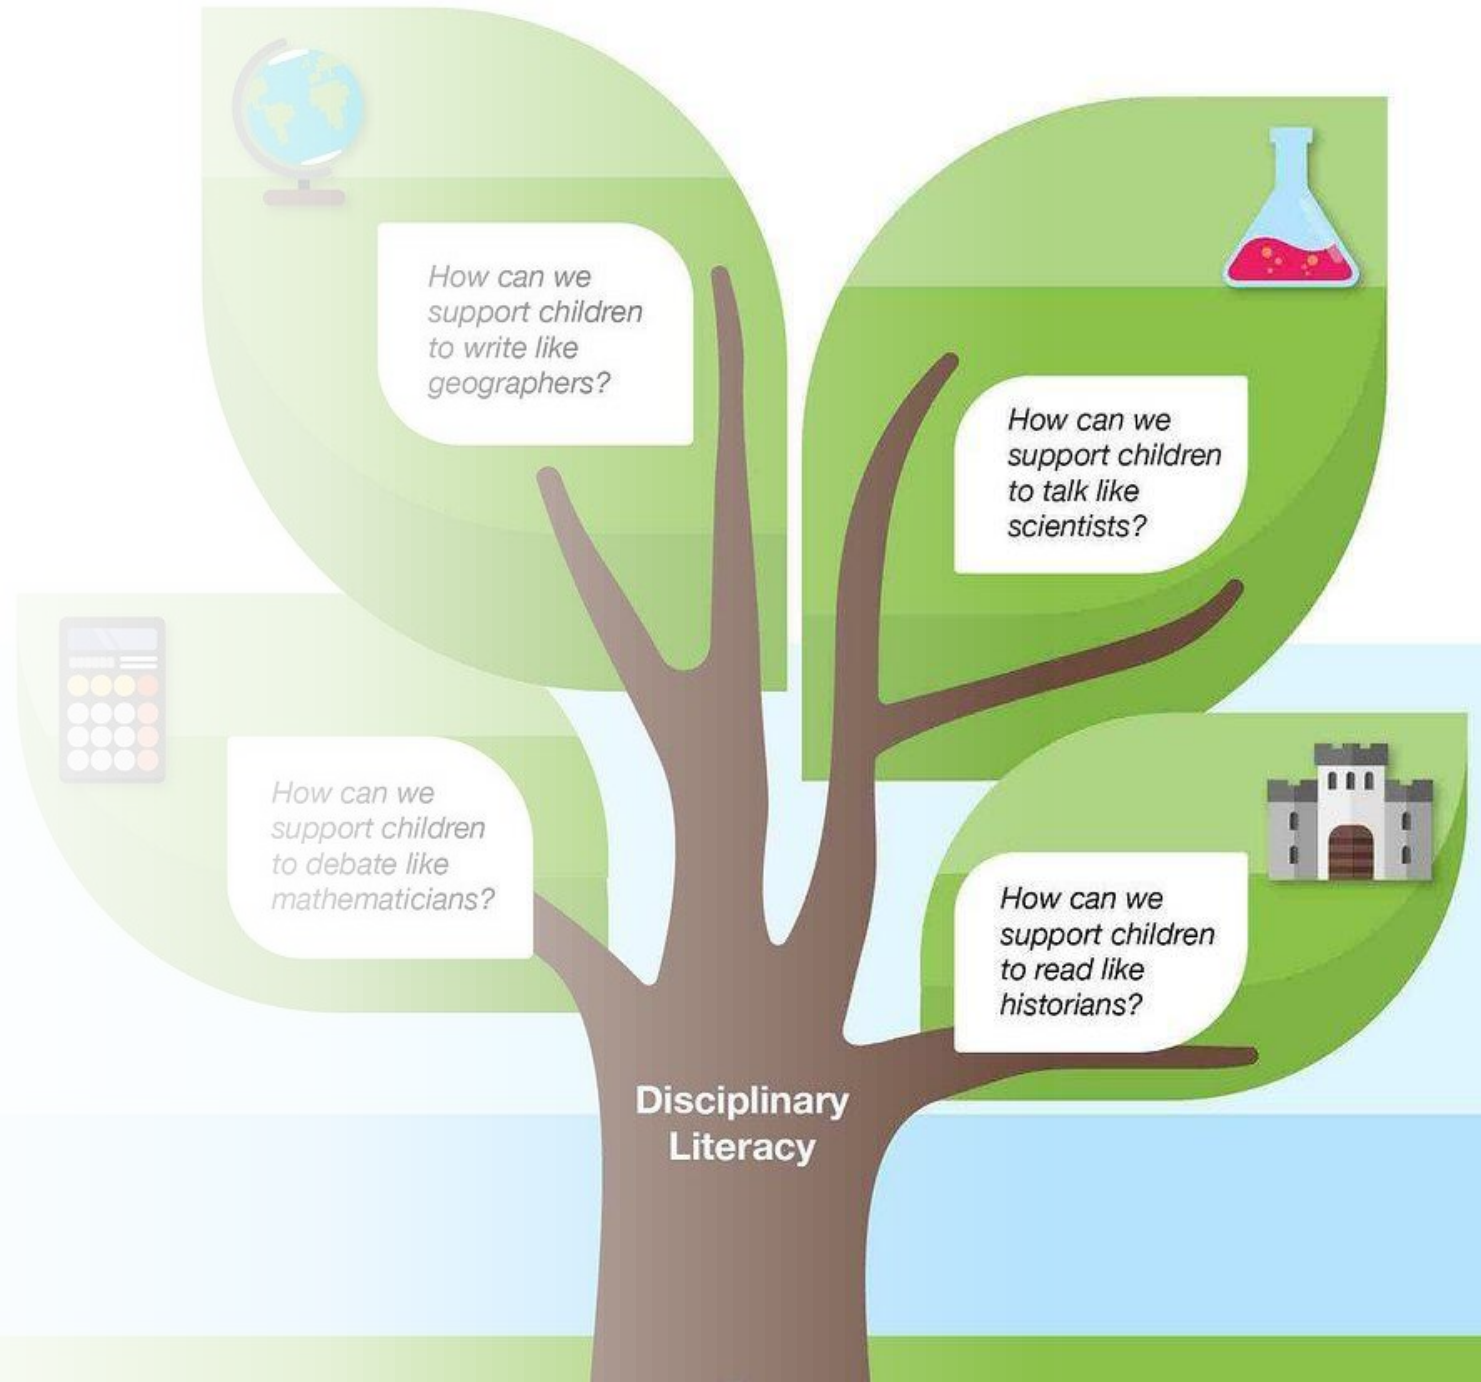 How can we
support children
to write like
geographers?
How can we
support children
to talk like
scientists?
How can we
support children
to debate like
mathematicians?
How can we
support children
to read like
historians?
Disciplinary
Literacy